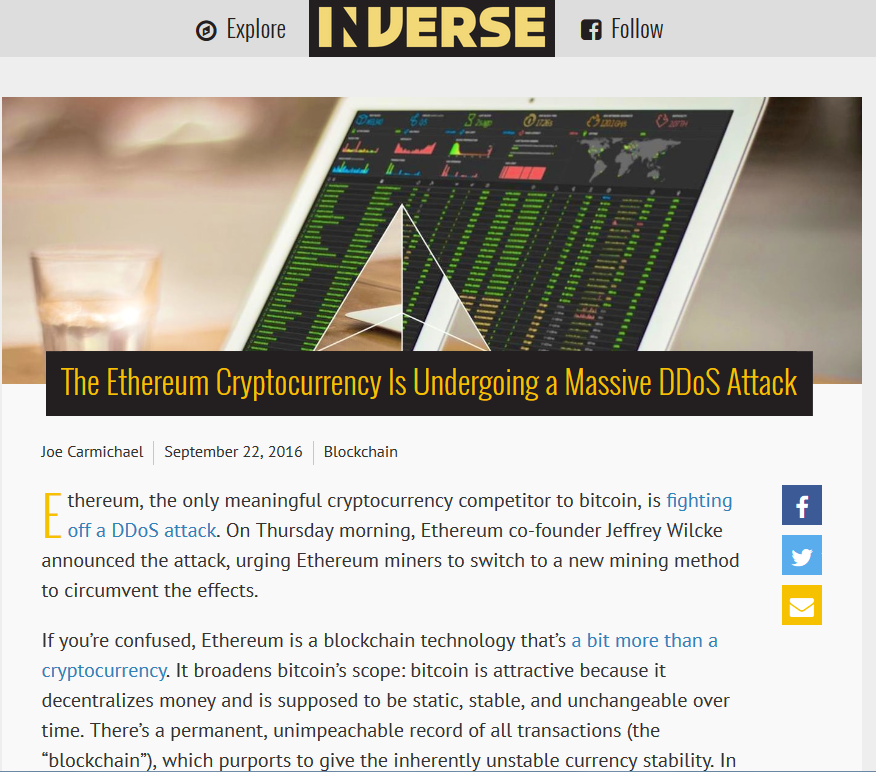 Explore
INVERSE
Follow
The Ethereum Cryptocurrency Is Undergoing a Massive DDoS Attack
Joe Carmichael
September 22, 2016
Blockchain
Ethereum, the only meaningful cryptocurrency competitor to bitcoin, is fighting
off a DDoS attack. On Thursday morning, Ethereum co-founder Jeffrey Wilcke
announced the attack, urging Ethereum miners to switch to a new mining method
to circumvent the effects.
If you’re confused, Ethereum is a blockchain technology that’s a bit more than a
cryptocurrency. It broadens bitcoin’s scope: bitcoin is attractive because it
decentralizes money and is supposed to be static, stable, and unchangeable over
time. There’s a permanent, unimpeachable record of all transactions (the
“blockchain”), which purports to give the inherently unstable currency stability. In